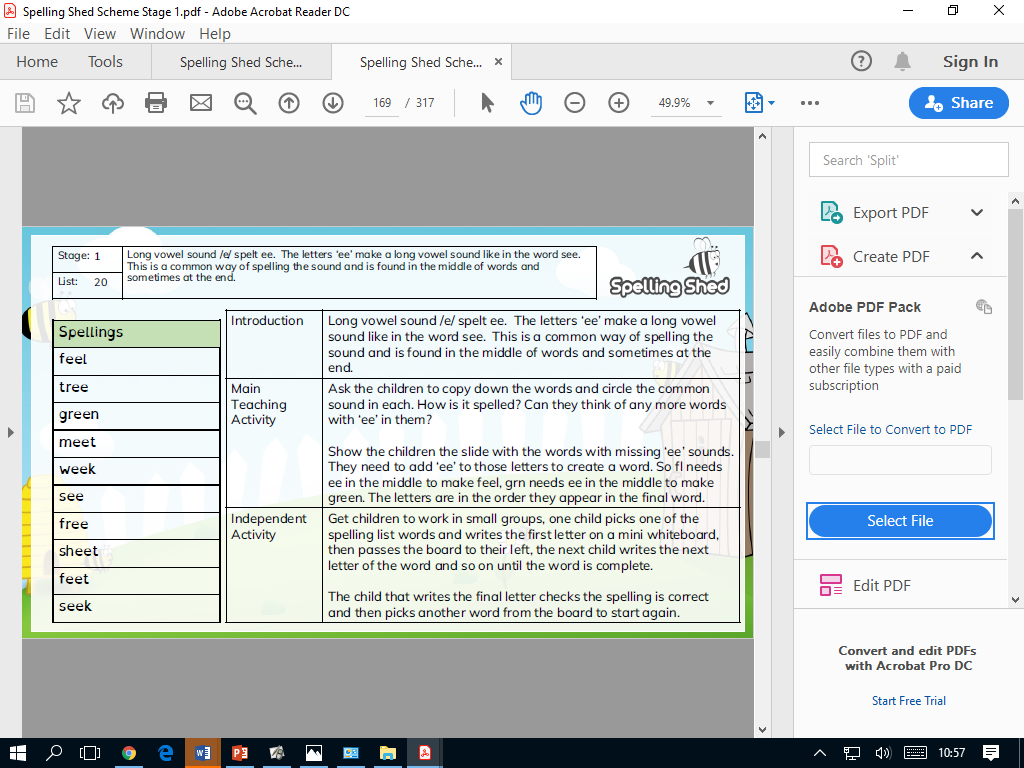 Spelling Shed Scheme Stage 1.pdf - Adobe Acrobat Reader DC
File Edit View Window Help
Home Tools Spelling Shed Sche... Spelling Shed Sche... × Sign In
169 / 317 49.9% Share
Stage: 1
List: 20
Long vowel sound /e/ spelt ee. The letters ‘ee’ make a long vowel sound like in the word see.
This is a common way of spelling the sound and is found in the middle of words and
sometimes at the end.
Spelling Shed
Spellings
feel
tree
green
meet
week
see
free
sheet
feet
seek
Introduction
Long vowel sound /e/ spelt ee. The letters ‘ee’ make a long vowel
sound like in the word see. This is a common way of spelling the
sound and is found in the middle of words and sometimes at the
end.
Main
Teaching
Activity
Ask the children to copy down the words and circle the common
sound in each. How is it spelled? Can they think of any more words
with ‘ee’ in them?
Show the children the slide with the words with missing ‘ee’ sounds.
They need to add ‘ee’ to those letters to create a word. So fl needs
ee in the middle to make feel, grn needs ee in the middle to make
green. The letters are in the order they appear in the final word.
Independent
Activity
Get children to work in small groups, one child picks one of the
spelling list words and writes the first letter on a mini whiteboard,
then passes the board to their left, the next child writes the next
letter of the word and so on until the word is complete.
The child that writes the final letter checks the spelling is correct
and then picks another word from the board to start again.
Search 'Split'
Export PDF
Create PDF
Adobe PDF Pack
Convert files to PDF and
easily combine them with
other file types with a paid
subscription
Select File to Convert to PDF
Select File
Edit PDF
Convert and edit PDFs
with Acrobat Pro DC
Start Free Trial
10:57